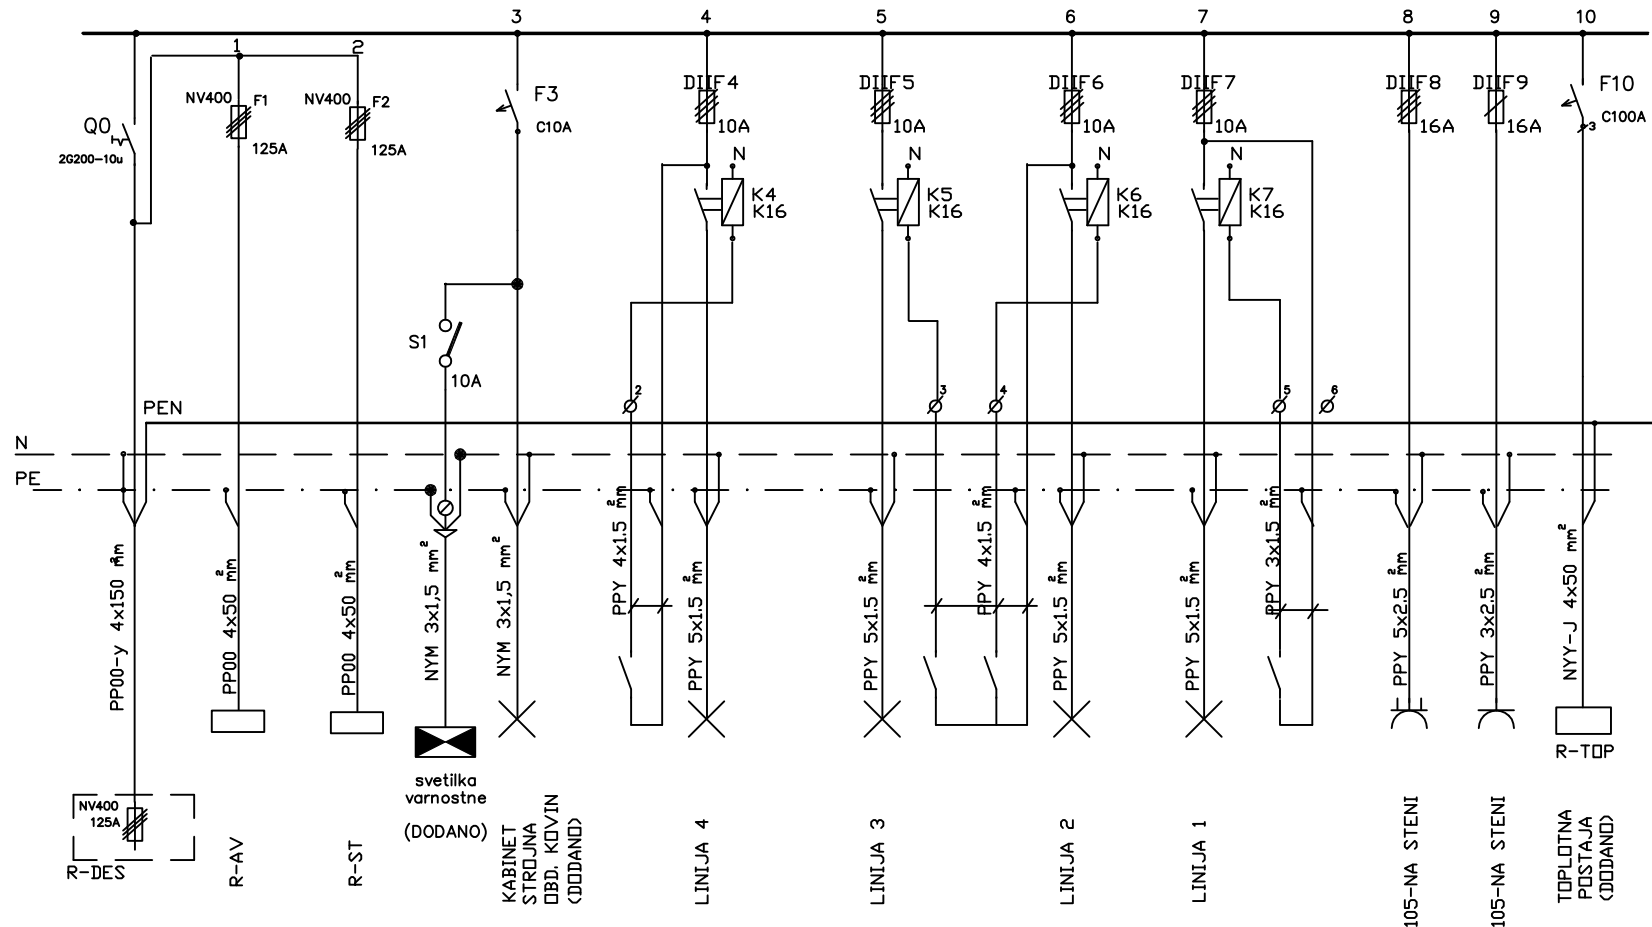 3
4
5
6
7
8
9
10
1
2
NV400
F1
125A
NV400
F2
125A
Q0
2G200-10u
F3
C10A
DIIF4
10A
DIIF5
10A
DIIF6
10A
DIIF7
10A
DIIF8
16A
DIIF9
16A
F10
C100A
3
N
K4
K16
N
K5
K16
N
K6
K16
N
K7
K16
S1
10A
2
3
4
5
6
PEN
N
PE
PP00-y 4x150 mm2
PP00 4x50 mm2
PP00 4x50 mm2
NYM 3x1,5 mm2
NYM 3x1,5 mm2
PPY 4x1.5 mm2
PPY 5x1.5 mm2
PPY 5x1.5 mm2
PPY 4x1.5 mm2
PPY 5x1.5 mm2
PPY 5x1.5 mm2
PPY 3x1.5 mm2
PPY 5x2.5 mm2
PPY 3x2.5 mm2
NYY-J 4x50 mm2
NV400
125A
R-DES
R-AV
R-ST
svetilka
varnostne
(DODANO)
KABINET
STROJNA
OBD. KOVIN
(DODANO)
LINIJA 4
LINIJA 3
LINIJA 2
LINIJA 1
105-NA STENI
105-NA STENI
R-TOP
TOPLOTNA
POSTAJA
(DODANO)